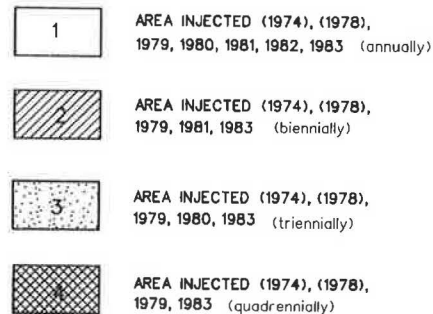 1
AREA INJECTED (1974), (1978),
1979, 1980, 1981, 1982, 1983 (annually)
2
AREA INJECTED (1974), (1978),
1979, 1981, 1983 (biennially)
3
AREA INJECTED (1974), (1978),
1979, 1980, 1983 (triennially)
4
AREA INJECTED (1974), (1978),
1979, 1983 (quadrennially)